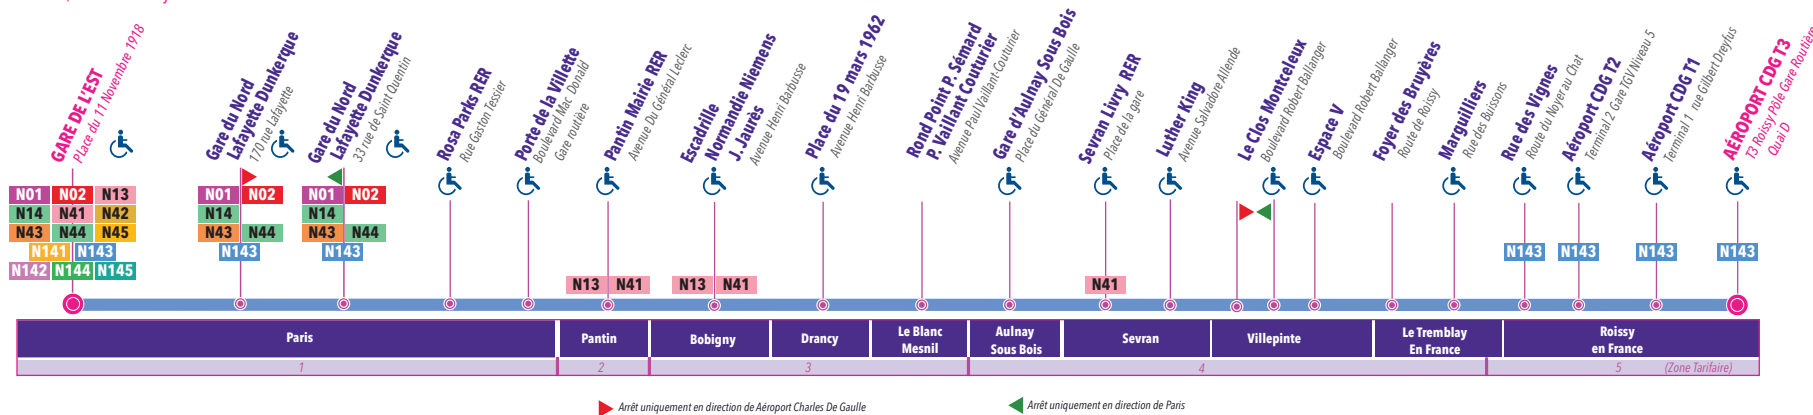 GARE DE L'EST
PLace du 11 Novembre 1918
Gare du Nord
Lafayette Dunkerque
170 rue Lafayette
Gare du Nord
Lafayette Dunkerque
33 rue de Saint Quentin
Rosa Parks RER
Rue Gaston Tessier
Porte de la Villette
Boulevard Mac Donald
Gare routière
Pantin Mairie RER
Avenue Du Général Leclerc
Escadrille
Normandie Niemens
J. Jaurès
Avenue Henri Barbusse
Place du 19 mars 1962
Avenue Henri Barbusse
Rond Point P. Sémard
P. Vaillant Couturier
Avenue Paul Vaillant-Couturier
Gare d'Aulnay Sous Bois
Place du Général De Gaulle
Sevran Livry RER
Place de la gare
Luther King
Avenue Salvadore Allende
Le Clos Montceleux
Boulevard Robert Ballanger
Espace V
Boulevard Robert Ballanger
Foyer des Bruyères
Route de Roissy
Marguilliers
Rue des Buissons
Rue des Vignes
Route du Noyer au Chat
Aéroport CDG T2
Terminal 2 Gare TGV Niveau 5
Aéroport CDG T1
Terminal 1 rue Gilbert Dreyfus
AÉROPORT CDG T3
T3 Roissy Pôle Gare Routière
Quai D
N01 N02 N13
N14 N41 N42
N43 N44 N45
N141 N143
N142 N144 N145
N01 N02
N14
N43 N44
N143
N01 N02
N14
N43 N44
N143
N13 N41
N13 N41
N41
N143
N143
N143
N143
Paris
Pantin
Bobigny
Drancy
Le Blanc
Mesnil
Aulnay
Sous Bois
Sevran
Villepinte
Le Tremblay
En France
Roissy
en France
1
2
3
4
5
(Zone Tarifaire)
Arrêt uniquement en direction de Aéroport Charles De Gaulle
Arrêt uniquement en direction de Paris